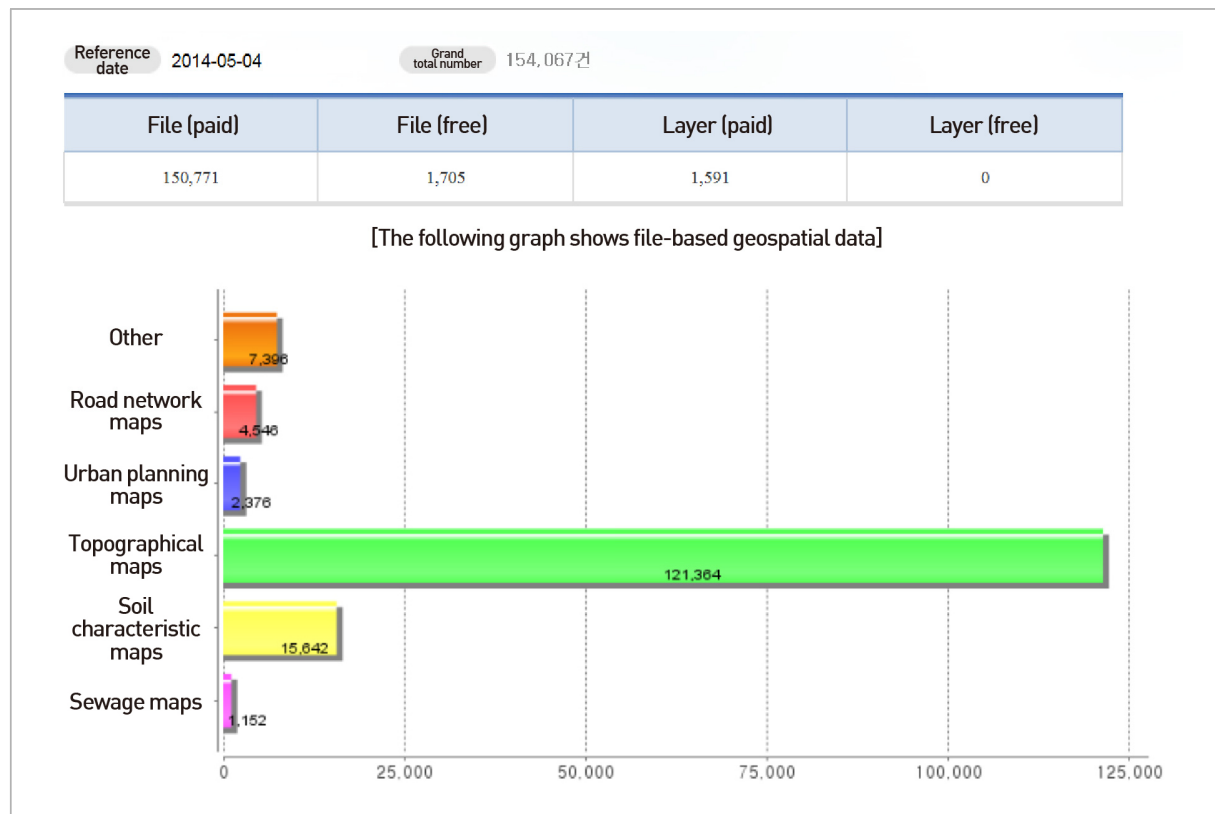 Reference date 2014-05-04 Grand total number 154,067건
File (paid) File (free) Layer (paid) Layer (free)
150,771 1,705 1,591 0
[The following graph shows file-based geospatial data]
Other
7,396
Road network
maps
4,546
Urban planning
maps
2,376
Topographical
maps
121,364
Soil
characteristic
maps
15,642
Sewage maps
1,152
0 25,000 50,000 75,000 100,000 125,000